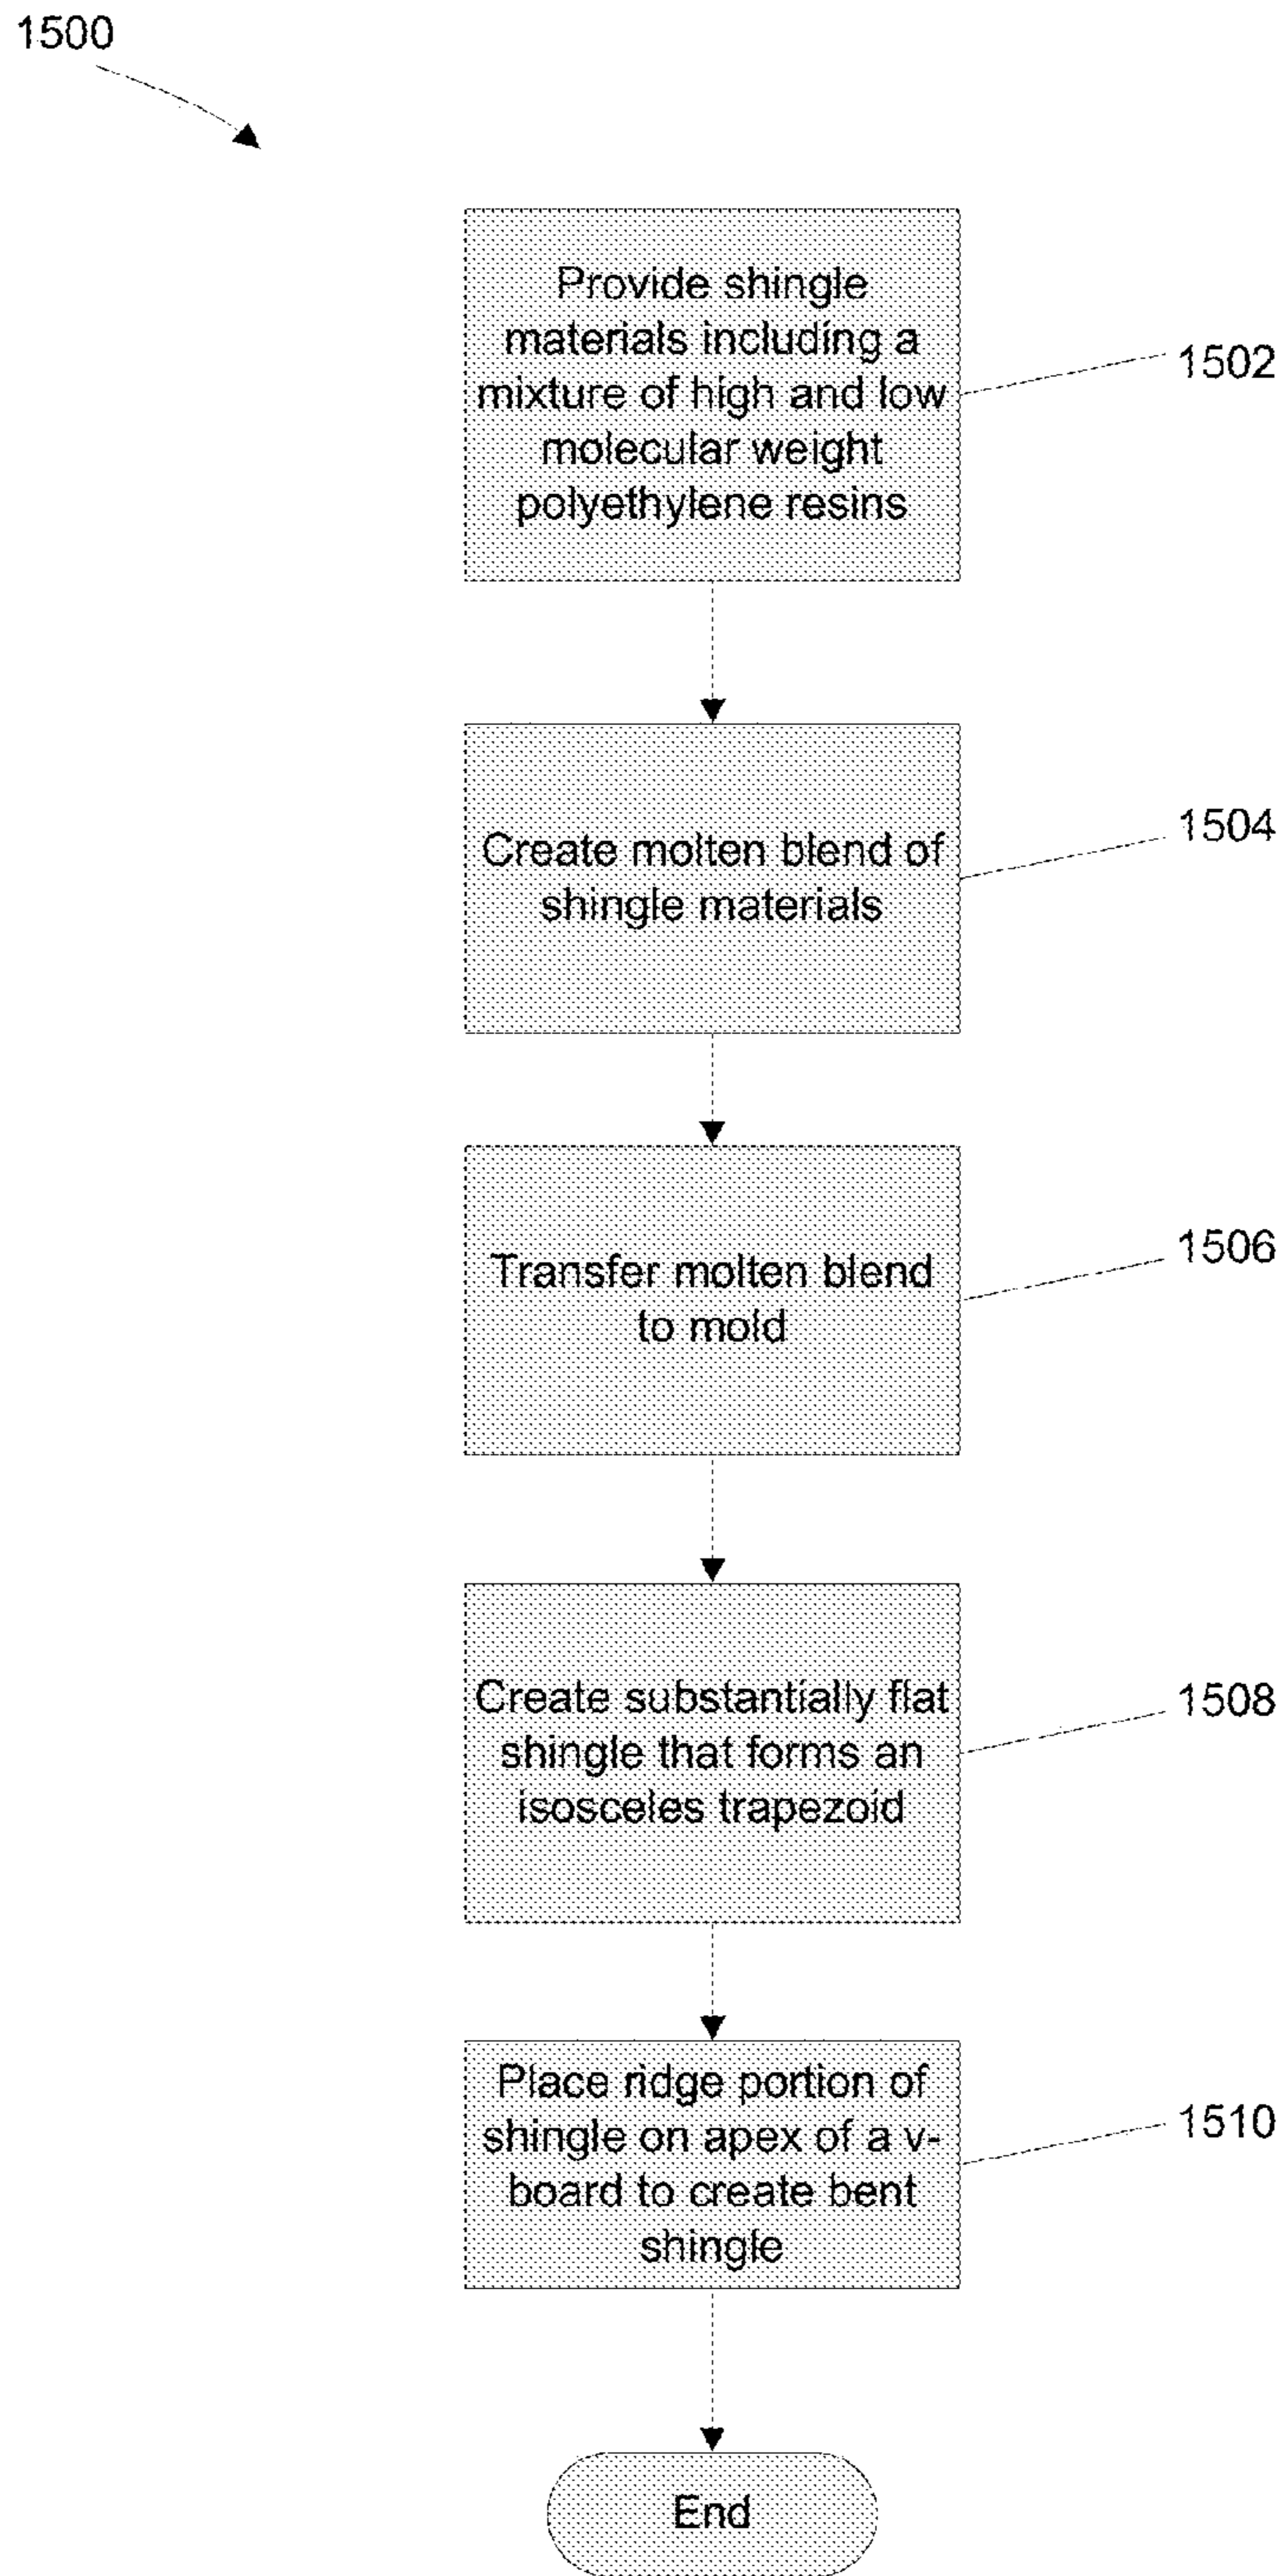 1500
Provide shingle
materials including a
mixture of high and low
molecular weight
polyethylene resins
1502
Create molten blend of
shingle materials
1504
Transfer molten blend
to mold
1506
Create substantially flat
shingle that forms an
isosceles trapezoid
1508
Place ridge portion of
shingle on apex of a v-
board to create bent
shingle
1510
End